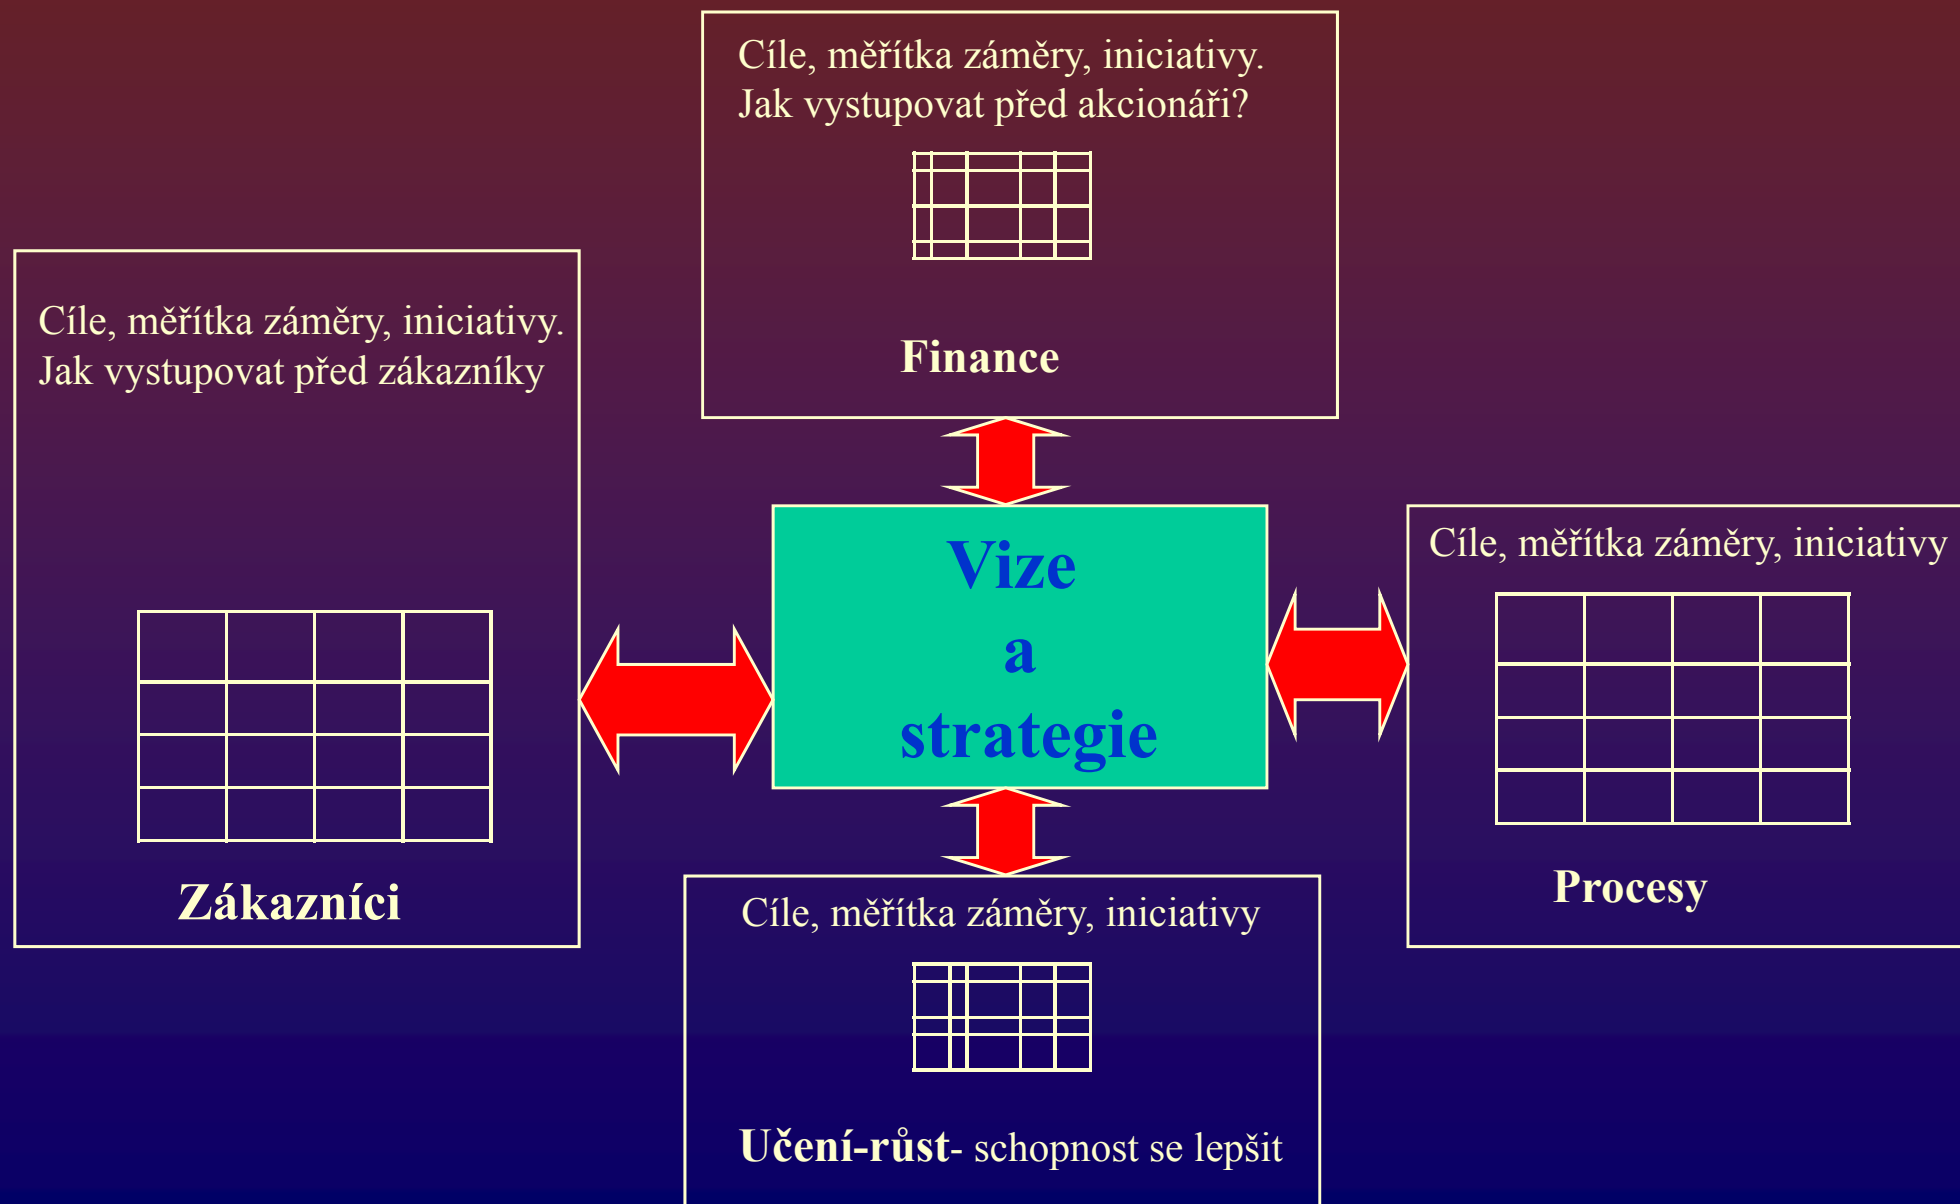 Cíle, měřítka záměry, iniciativy.
Jak vystupovat před akcionáři?
Finance
Cíle, měřítka záměry, iniciativy.
Jak vystupovat před zákazníky
Zákazníci
Vize
a
strategie
Cíle, měřítka záměry, iniciativy
Procesy
Cíle, měřítka záměry, iniciativy
Učení-růst- schopnost se lepšit